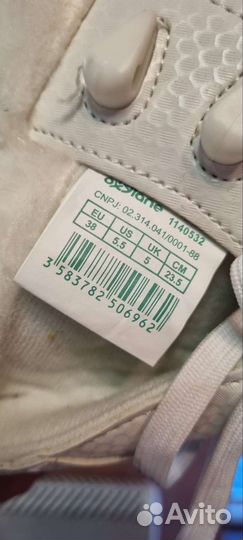 oxylane
1140532
CNPJ: 02.314.041/0001-88
EU US UK CM
38 5.5 5 23.5
3 583782 506962
Avito